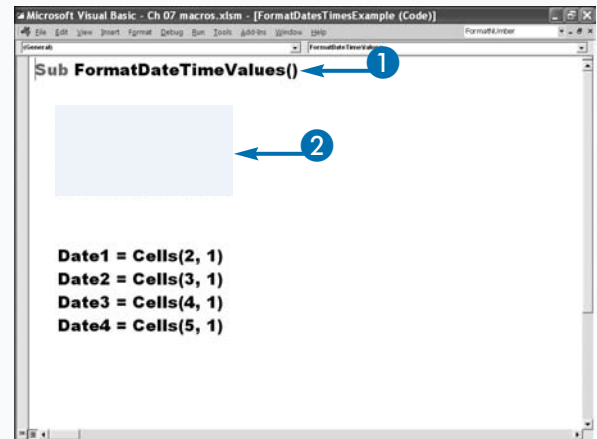 Microsoft Visual Basic - Ch 07 macros.xlsm - [FormatDatesTimesExample (Code)]
File Edit View Insert Format Debug Run Tools Add-Ins Window Help
FormatNumber
(General)
FormatDateTimeValues
Sub FormatDateTimeValues()
1
2
Date1 = Cells(2, 1)
Date2 = Cells(3, 1)
Date3 = Cells(4, 1)
Date4 = Cells(5, 1)